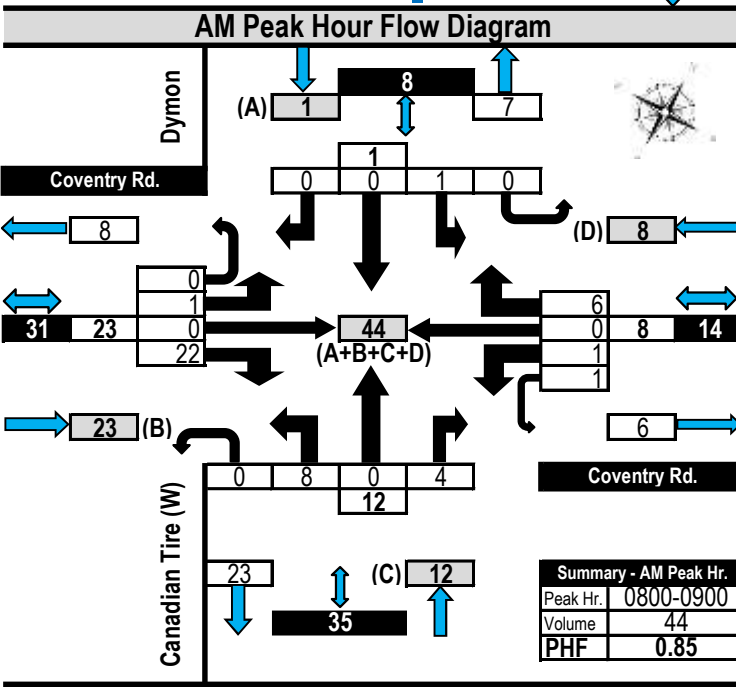 AM Peak Hour Flow Diagram
Dymon
8
(A) 1 7
1
Coventry Rd.
0 0 1 0
8
(D) 8
0
1
31 23 0
22
44
(A+B+C+D)
6
0 8 14
1
1
23 (B)
6
0 8 0 4
12
Coventry Rd.
Canadian Tire (W)
23
(C) 12
35
Summary - AM Peak Hr.
Peak Hr. 0800-0900
Volume 44
PHF 0.85